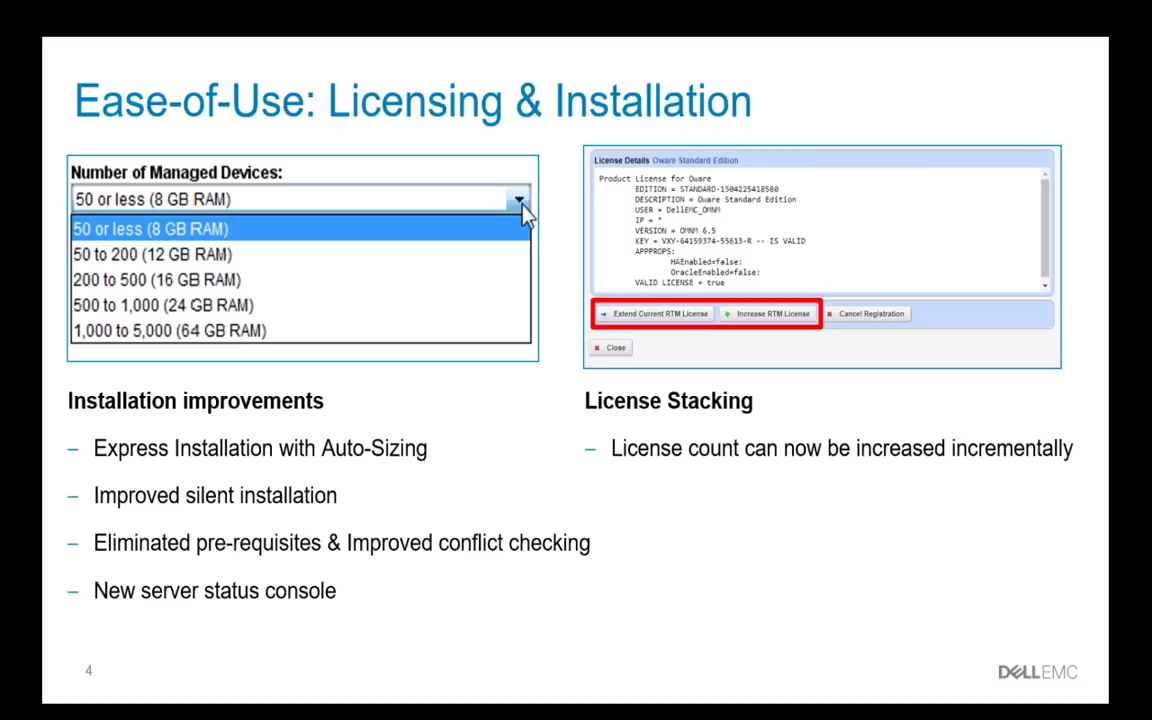 Ease-of-Use: Licensing & Installation
Number of Managed Devices:
50 or less (8 GB RAM)
50 or less (8 GB RAM)
50 to 200 (12 GB RAM)
200 to 500 (16 GB RAM)
500 to 1,000 (24 GB RAM)
1,000 to 5,000 (64 GB RAM)
License Details Oware Standard Edition
Product License for Oware
EDITION = STANDARD-1504225418580
DESCRIPTION = Oware Standard Edition
USER = DellEMC_OMNM
IP = *
VERSION = OMNM 6.5
KEY = VXY-64159374-55613-R -- IS VALID
APPPROPS:
HAEnabled=false:
OracleEnabled=false:
VALID LICENSE = true
Extend Current RTM License Increase RTM License Cancel Registration
Close
Installation improvements
– Express Installation with Auto-Sizing
– Improved silent installation
– Eliminated pre-requisites & Improved conflict checking
– New server status console
License Stacking
– License count can now be increased incrementally
4
DELLEMC